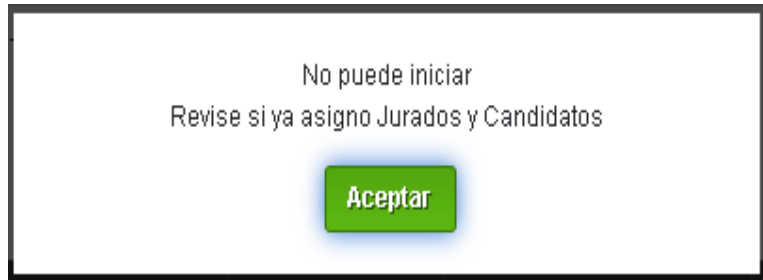 No puede iniciar
Revise si ya asigno Jurados y Candidatos
Aceptar